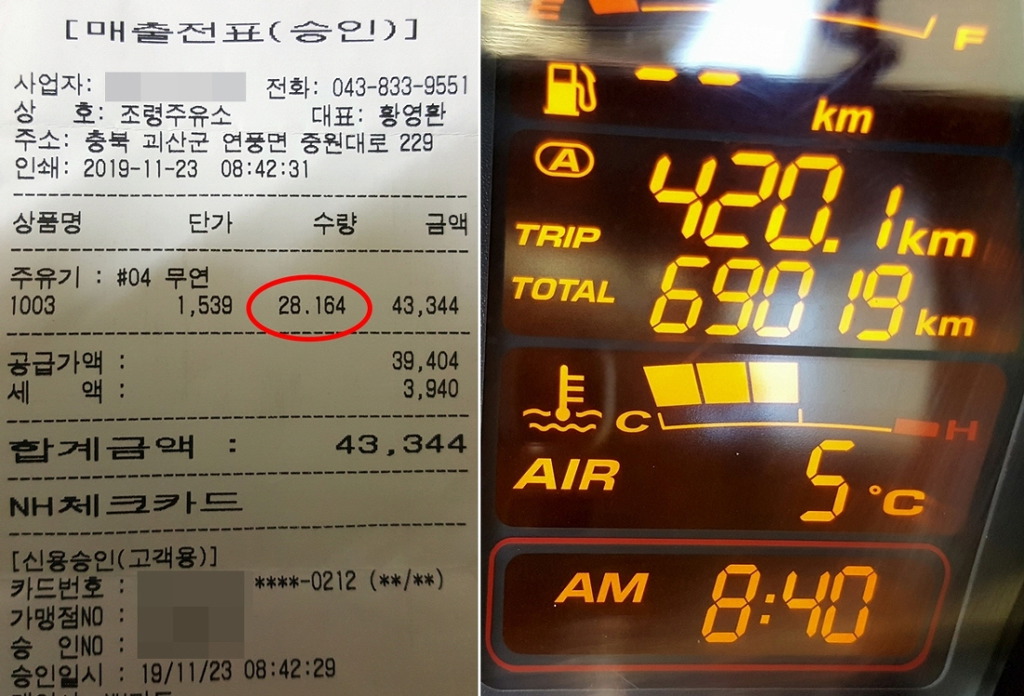 [매출전표(승인)]
사업자: 전화: 043-833-9551
상 호: 조령주유소 대표: 황영환
주소: 충북 괴산군 연풍면 중원대로 229
인쇄: 2019-11-23 08:42:31
상품명 단가 수량 금액
주유기 : #04 무연
1003 1,539 28.164 43,344
공급가액 : 39,404
세 액 : 3,940
합계금액 : 43,344
NH체크카드
[신용승인(고객용)]
카드번호 : ****-0212 (**/**)
가맹점NO :
승 인NO :
승인일시 : 19/11/23 08:42:29
E F
-- km
A 420.1 km
TRIP
TOTAL 69019 km
C H
AIR 5 °C
AM 8:40